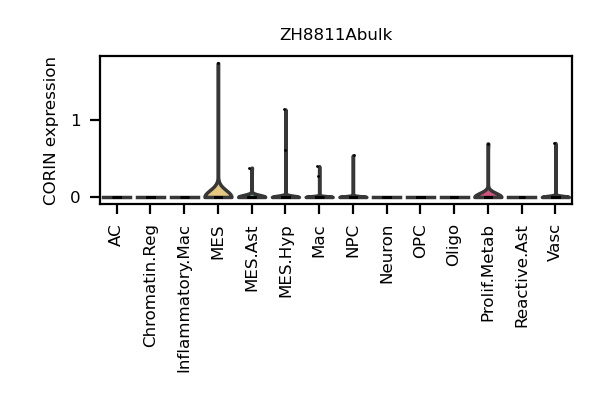 ZH8811Abulk
CORIN expression
1
0
AC
Chromatin.Reg
Inflammatory.Mac
MES
MES.Ast
MES.Hyp
Mac
NPC
Neuron
OPC
Oligo
Prolif.Metab
Reactive.Ast
Vasc